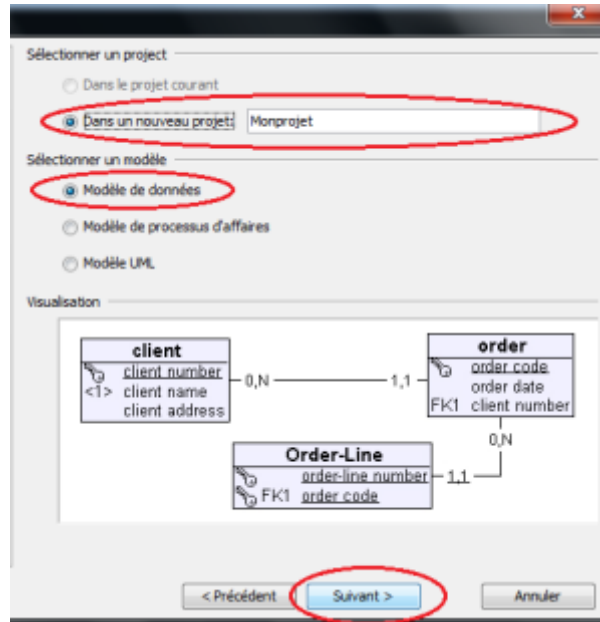 Sélectionner un project
Dans le projet courant
Dans un nouveau projet: Monprojet
Sélectionner un modèle
Modèle de données
Modèle de processus d'affaires
Modèle UML
Visualisation
client
client number
<1> client name
client address
0,N
1,1
order
order code
order date
FK1 client number
0,N
Order-Line
order-line number
FK1 order code
1,1
< Précédent Suivant > Annuler